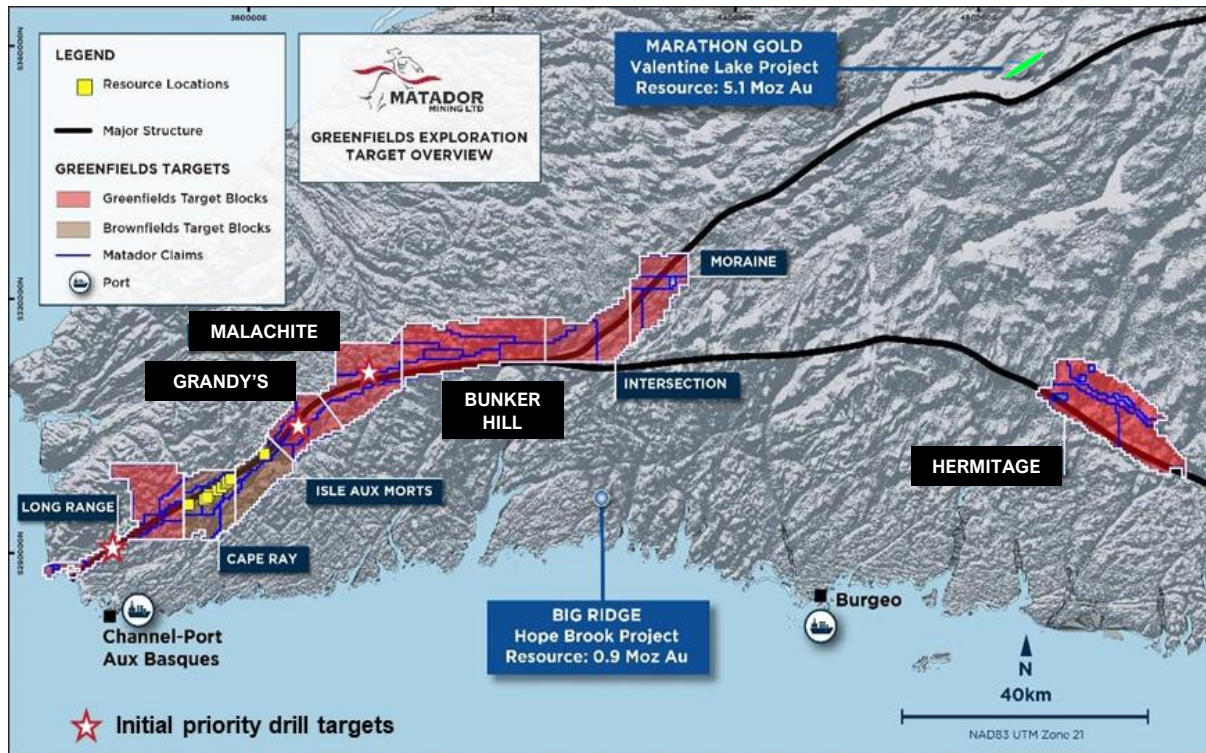 360000E
440000E
5360000N
LEGEND
Resource Locations
Major Structure
GREENFIELDS TARGETS
Greenfields Target Blocks
Brownfields Target Blocks
Matador Claims
Port
MATADOR
MINING LTD
GREENFIELDS EXPLORATION
TARGET OVERVIEW
MARATHON GOLD
Valentine Lake Project
Resource: 5.1 Moz Au
MORAINE
MALACHITE
GRANDY'S
BUNKER
HILL
INTERSECTION
HERMITAGE
LONG RANGE
ISLE AUX MORTS
CAPE RAY
Channel-Port
Aux Basques
BIG RIDGE
Hope Brook Project
Resource: 0.9 Moz Au
Burgeo
N
40km
NAD83 UTM Zone 21
Initial priority drill targets